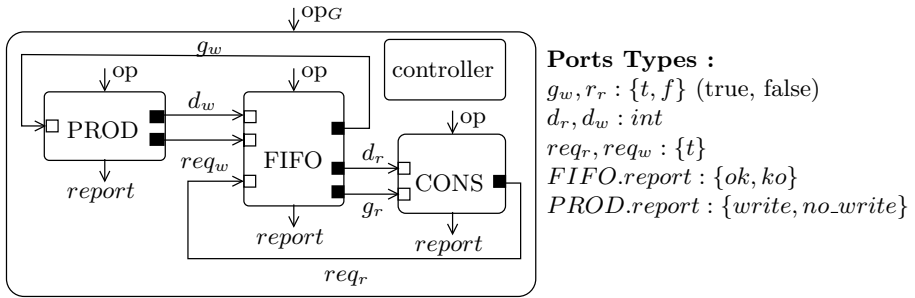 op_G
g_w
controller
op
op
op
PROD
d_w
req_w
FIFO
d_r
g_r
CONS
report
report
report
req_r
Ports Types :
g_w, r_r : {t, f} (true, false)
d_r, d_w : int
req_r, req_w : {t}
FIFO.report : {ok, ko}
PROD.report : {write, no_write}